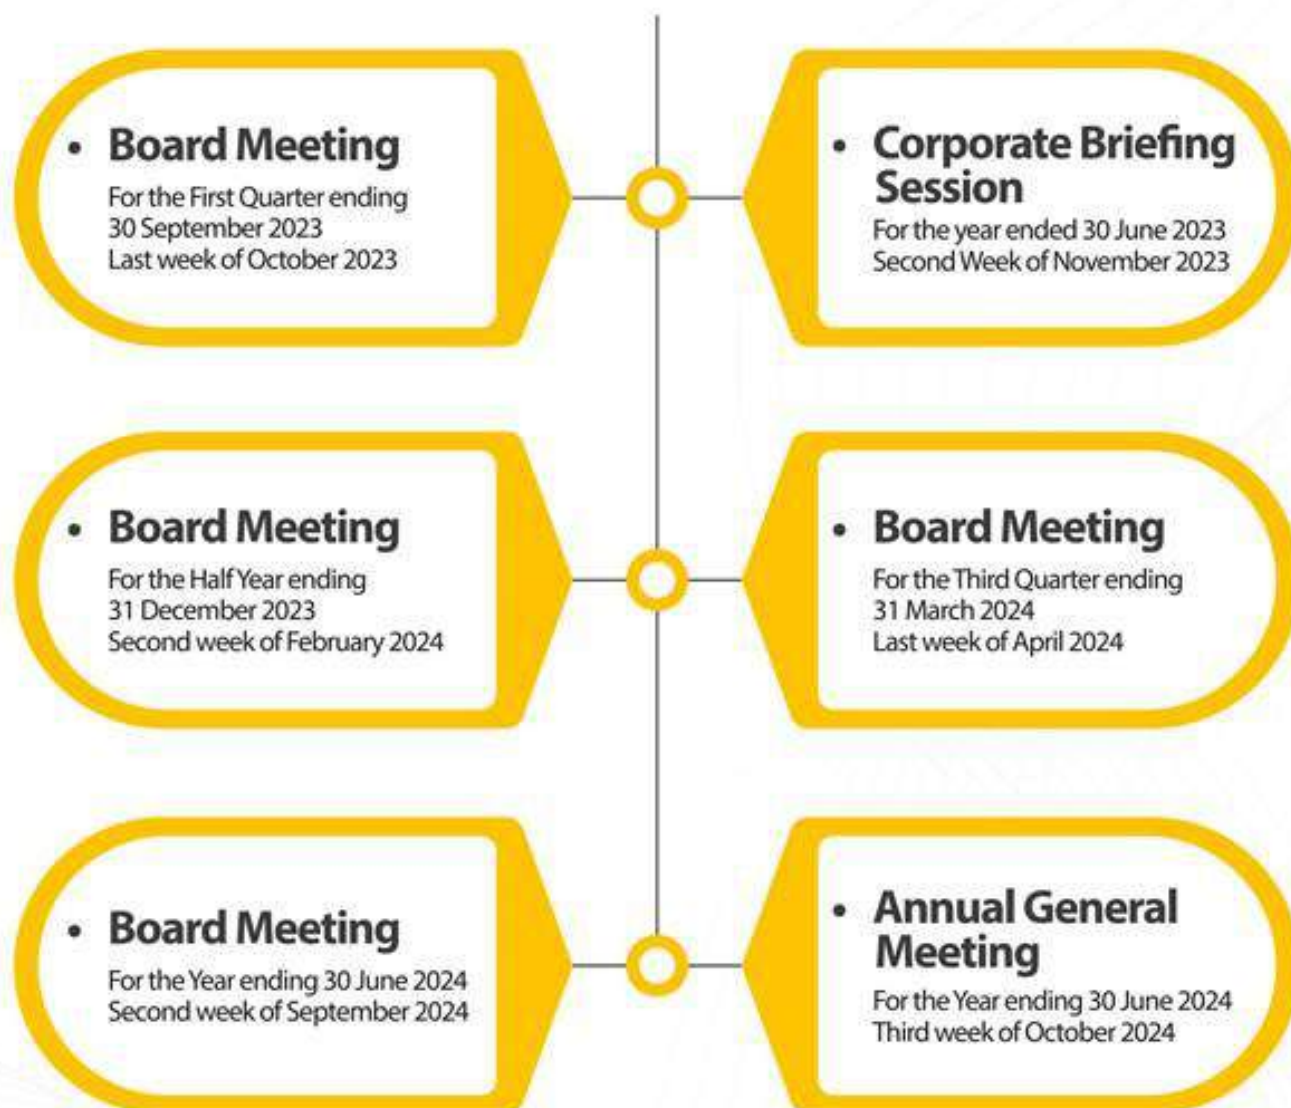 • Board Meeting
For the First Quarter ending
30 September 2023
Last week of October 2023
• Corporate Briefing
Session
For the year ended 30 June 2023
Second Week of November 2023
• Board Meeting
For the Half Year ending
31 December 2023
Second week of February 2024
• Board Meeting
For the Third Quarter ending
31 March 2024
Last week of April 2024
• Board Meeting
For the Year ending 30 June 2024
Second week of September 2024
• Annual General
Meeting
For the Year ending 30 June 2024
Third week of October 2024